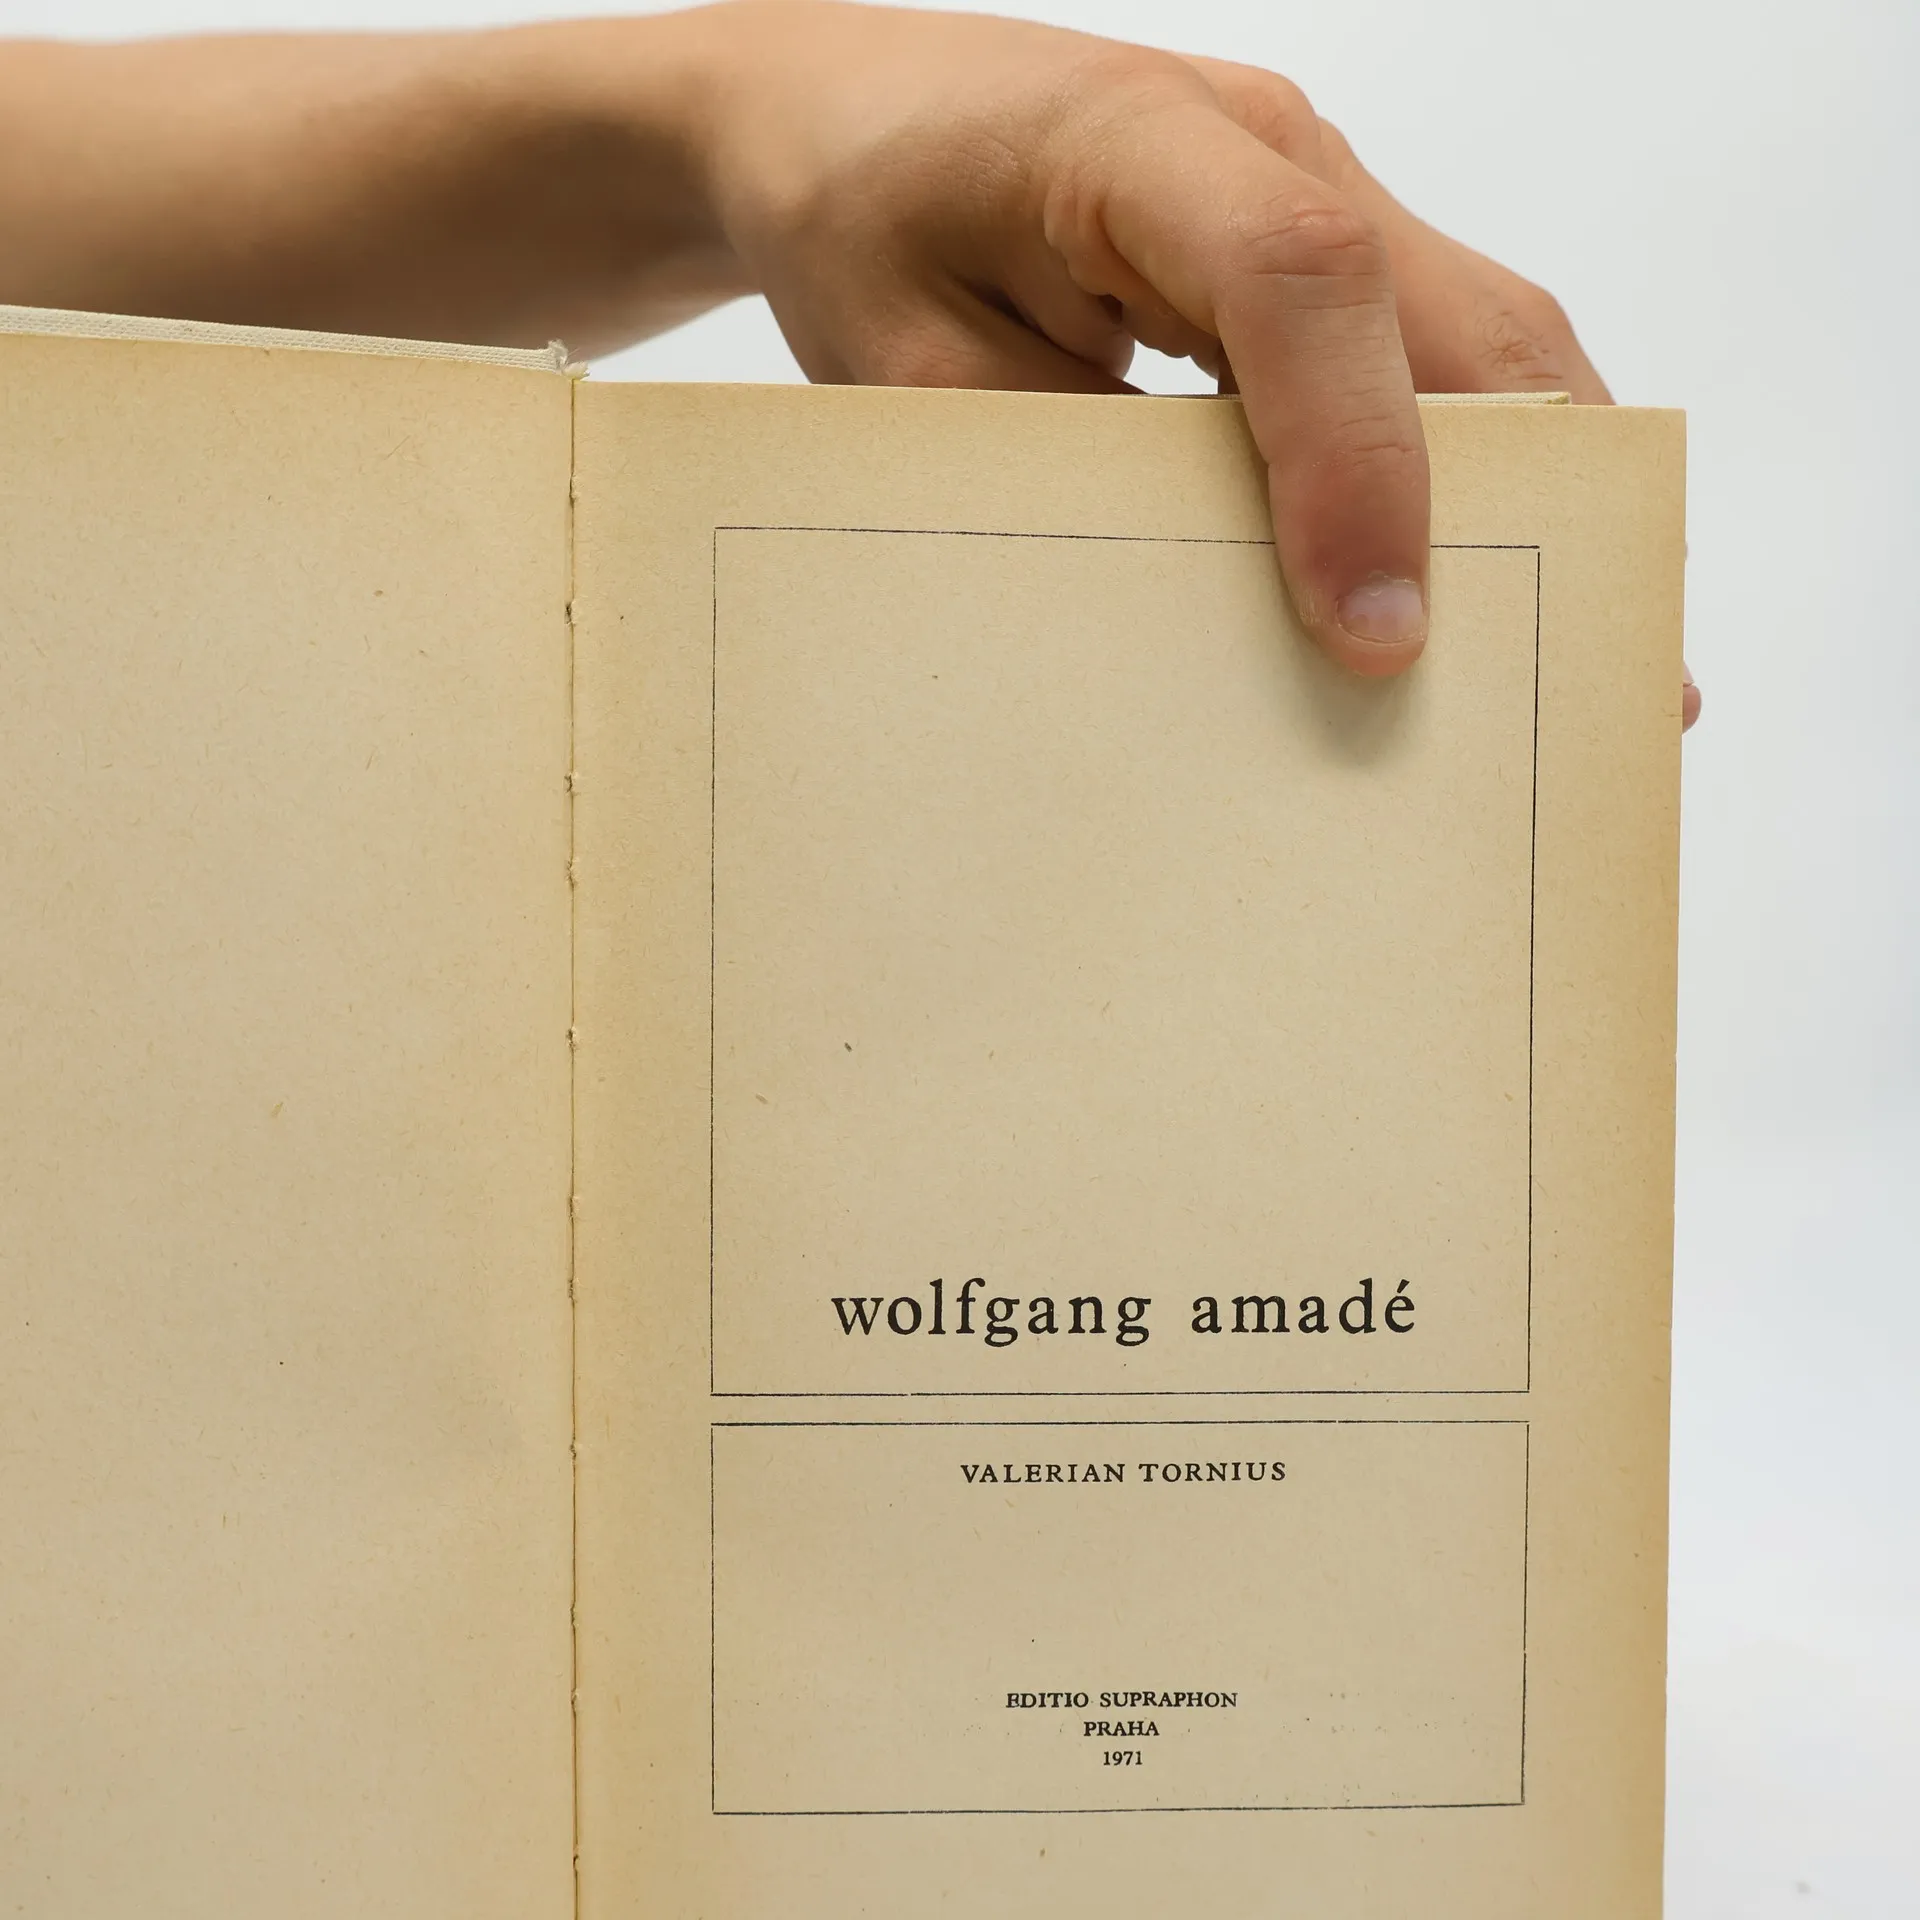 wolfgang amadé
VALERIAN TORNIUS
EDITIO SUPRAPHON
PRAHA
1971